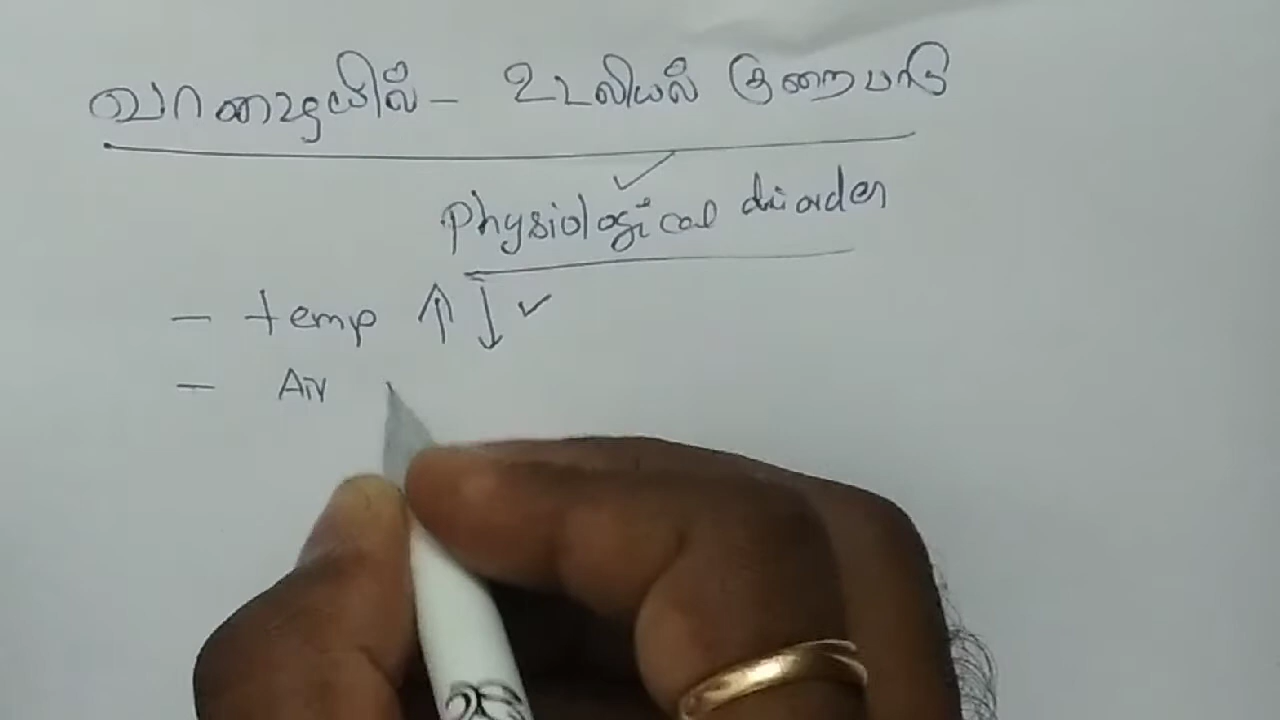 வாழையில் - உடலியல் குறைபாடு
Physiological disorder
- temp ↑ ↓ ✓
- Air